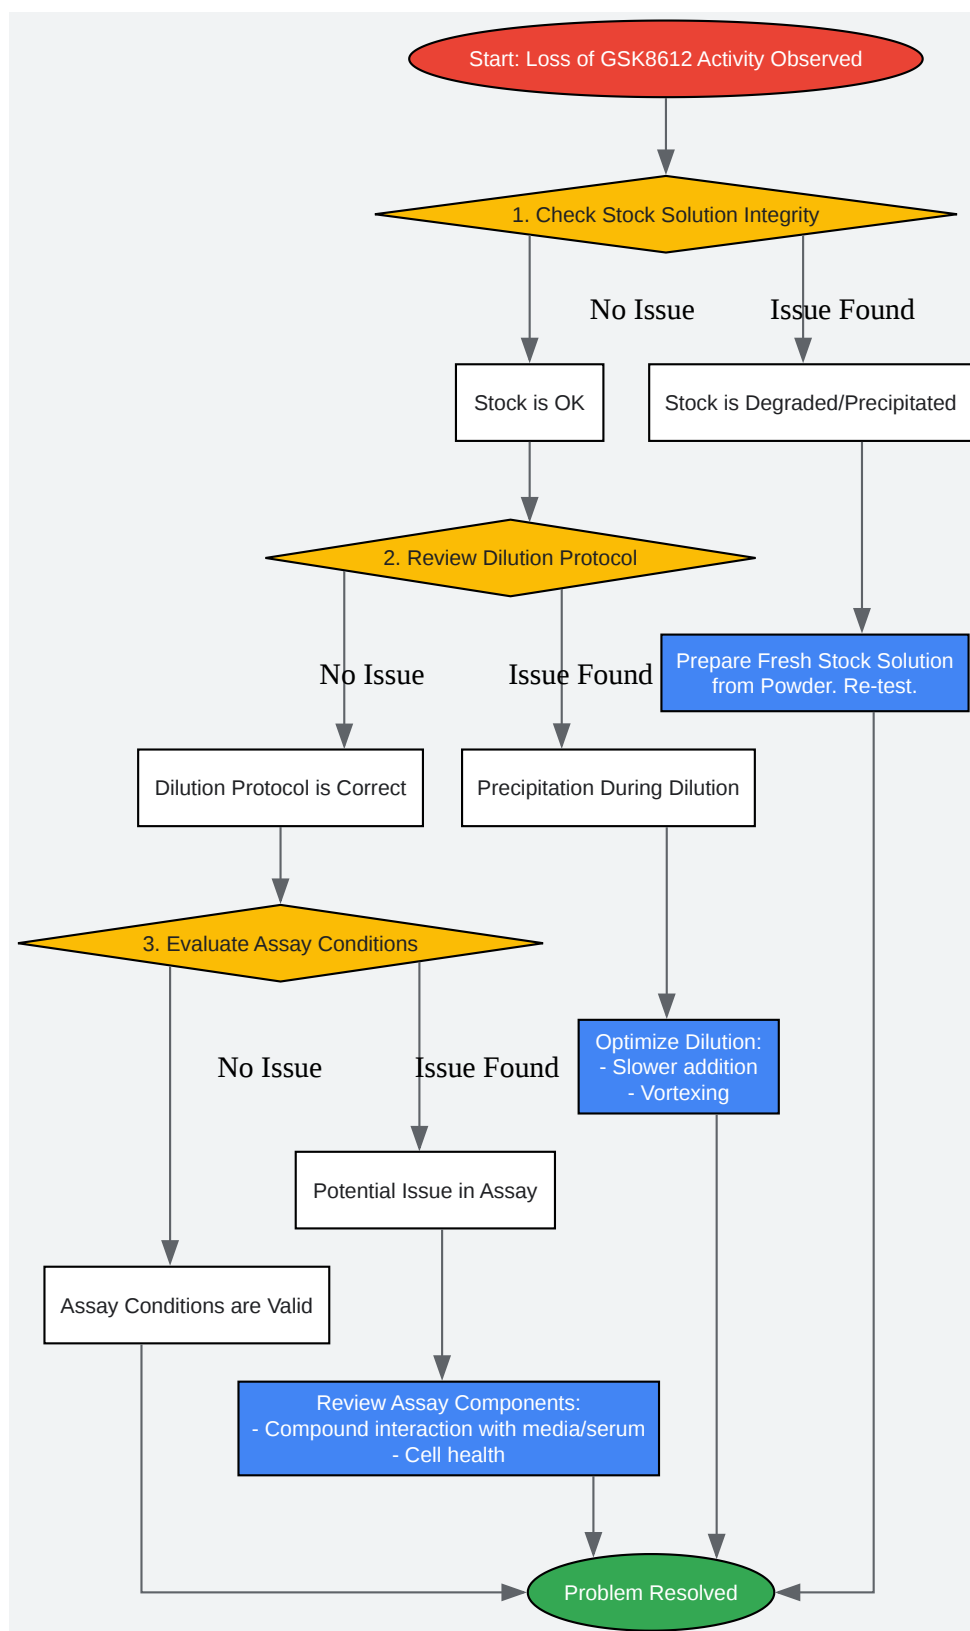 Start: Loss of GSK8612 Activity Observed
1. Check Stock Solution Integrity
No Issue
Issue Found
Stock is OK
Stock is Degraded/Precipitated
2. Review Dilution Protocol
No Issue
Issue Found
Prepare Fresh Stock Solution
from Powder. Re-test.
Dilution Protocol is Correct
Precipitation During Dilution
3. Evaluate Assay Conditions
No Issue
Issue Found
Optimize Dilution:
- Slower addition
- Vortexing
Potential Issue in Assay
Assay Conditions are Valid
Review Assay Components:
- Compound interaction with media/serum
- Cell health
Problem Resolved